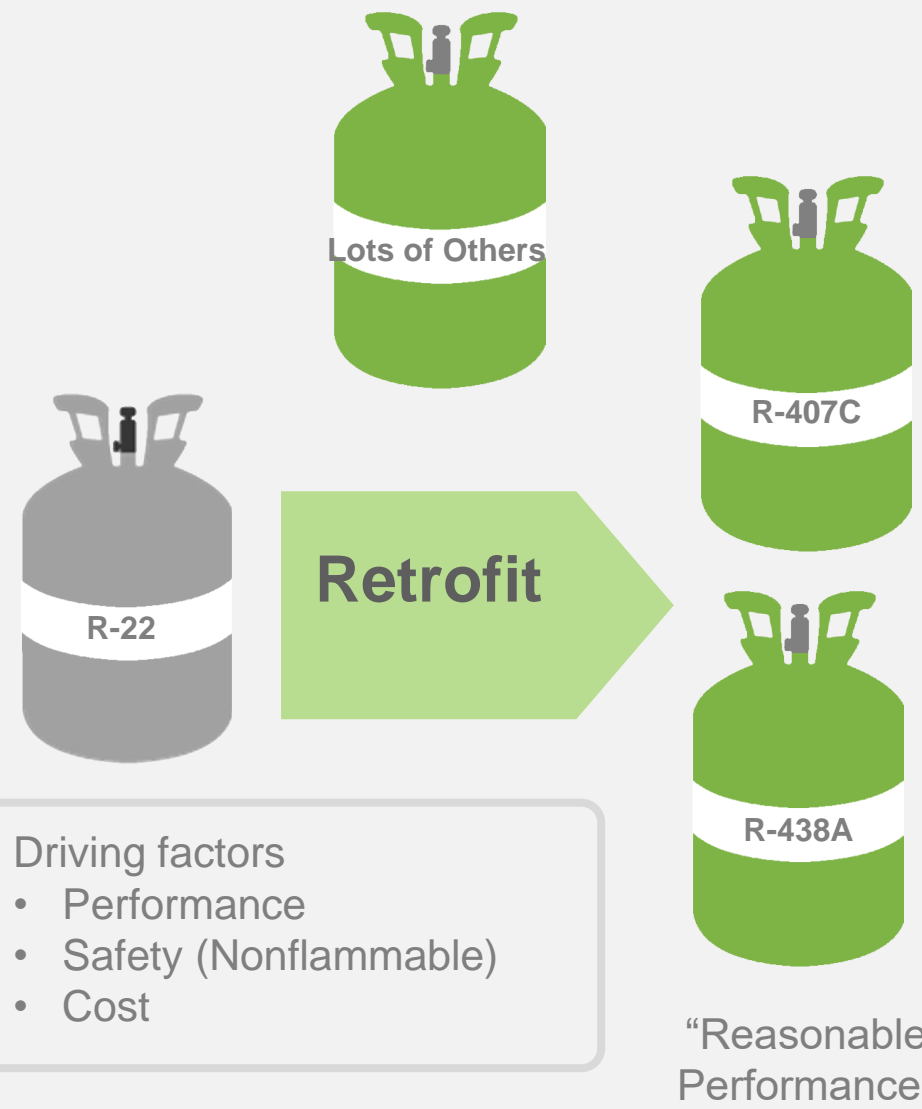 Lots of Others
R-407C
R-22
Retrofit
R-438A
Driving factors
• Performance
• Safety (Nonflammable)
• Cost
“Reasonable
Performance